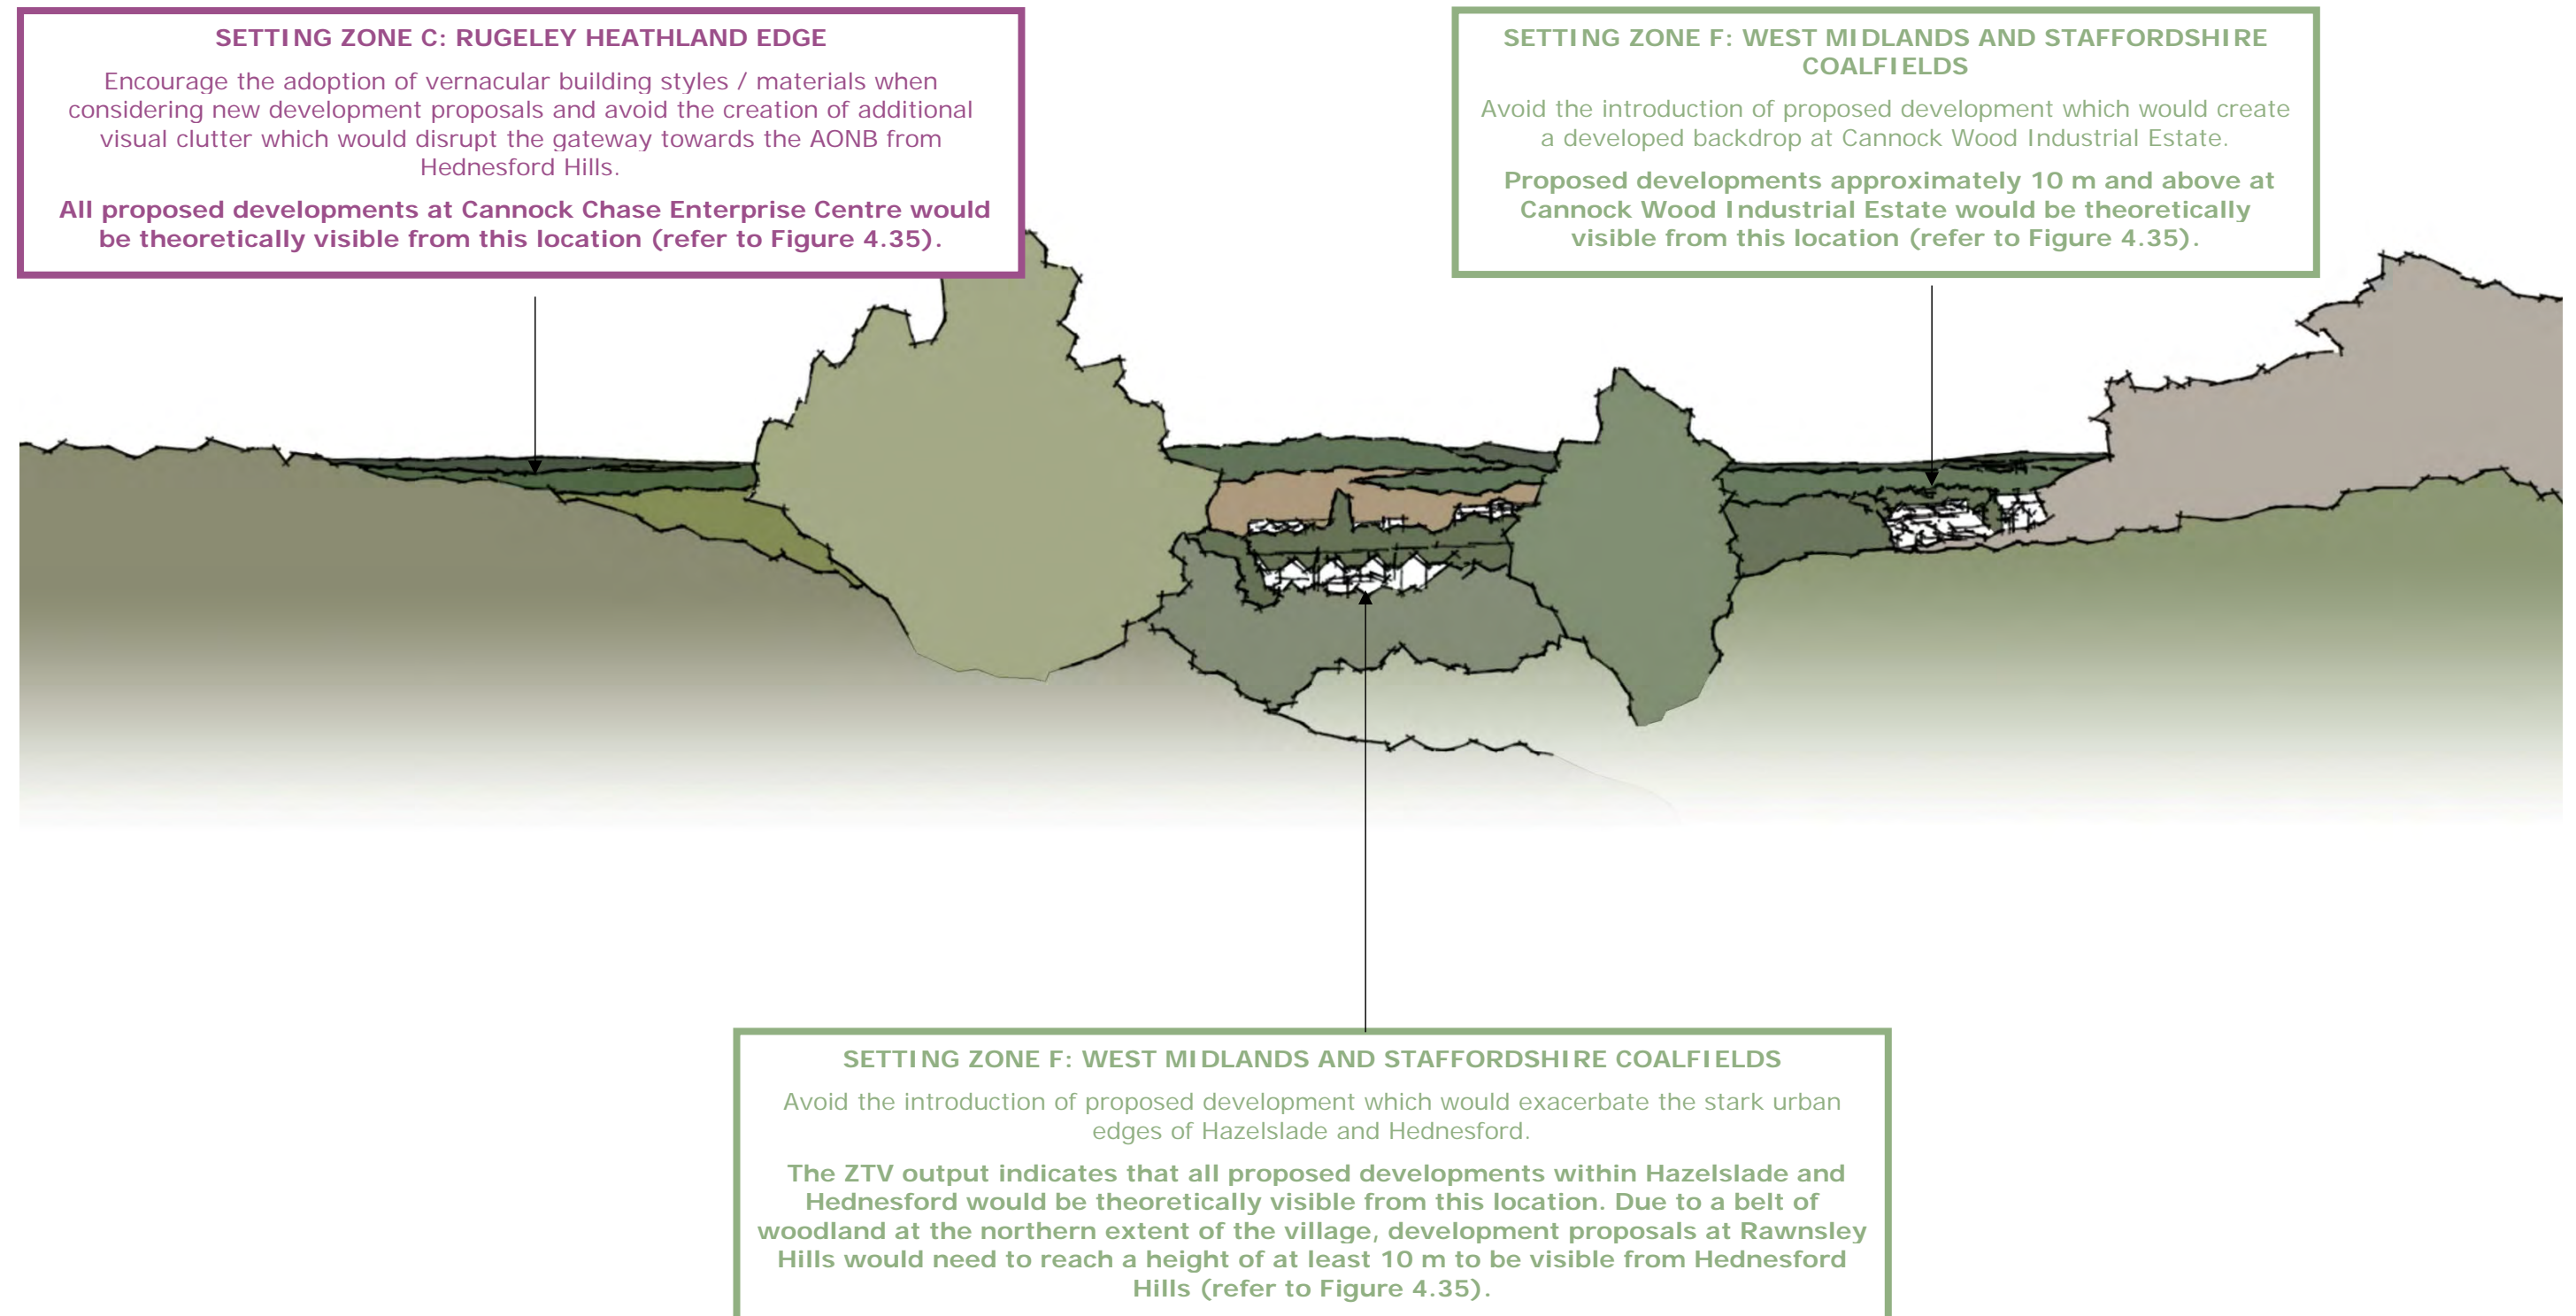 SETTING ZONE C: RUGELEY HEATHLAND EDGE
Encourage the adoption of vernacular building styles / materials when
considering new development proposals and avoid the creation of additional
visual clutter which would disrupt the gateway towards the AONB from
Hednesford Hills.
All proposed developments at Cannock Chase Enterprise Centre would
be theoretically visible from this location (refer to Figure 4.35).
SETTING ZONE F: WEST MIDLANDS AND STAFFORDSHIRE
COALFIELDS
Avoid the introduction of proposed development which would create
a developed backdrop at Cannock Wood Industrial Estate.
Proposed developments approximately 10 m and above at
Cannock Wood Industrial Estate would be theoretically
visible from this location (refer to Figure 4.35).
SETTING ZONE F: WEST MIDLANDS AND STAFFORDSHIRE COALFIELDS
Avoid the introduction of proposed development which would exacerbate the stark urban
edges of Hazelslade and Hednesford.
The ZTV output indicates that all proposed developments within Hazelslade and
Hednesford would be theoretically visible from this location. Due to a belt of
woodland at the northern extent of the village, development proposals at Rawnsley
Hills would need to reach a height of at least 10 m to be visible from Hednesford
Hills (refer to Figure 4.35).